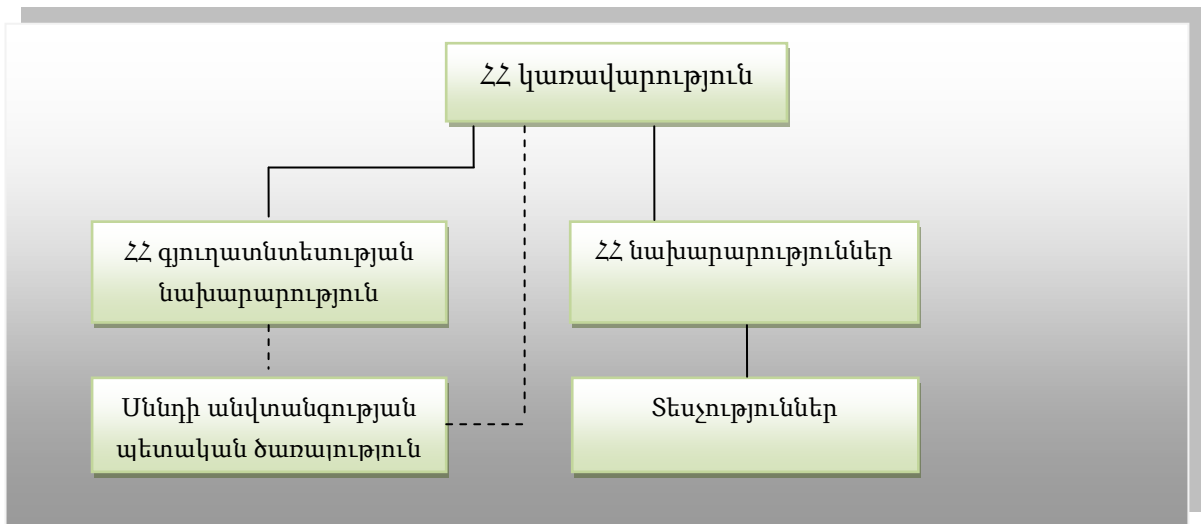 ՀՀ կառավարություն
ՀՀ գյուղատնտեսության
նախարարություն
ՀՀ նախարարություններ
Սննդի անվտանգության
պետական ծառայություն
Տեսչություններ